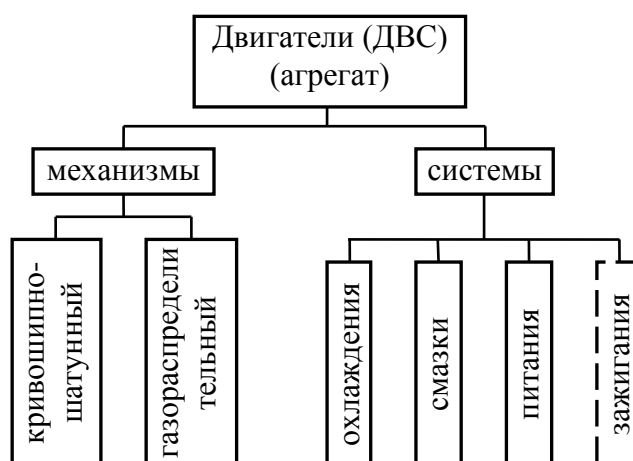 Двигатели (ДВС)
(агрегат)
механизмы
системы
кривошипно-
шатунный
газораспредели
тельный
охлаждения
смазки
питания
зажигания